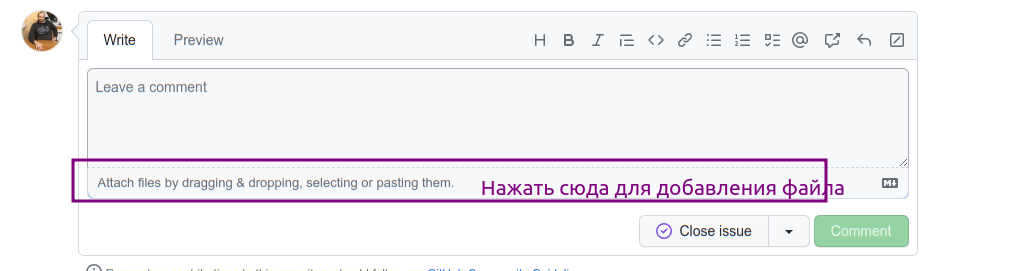 Write Preview
Leave a comment
Attach files by dragging & dropping, selecting or pasting them.
Нажать сюда для добавления файла
Close issue
Comment